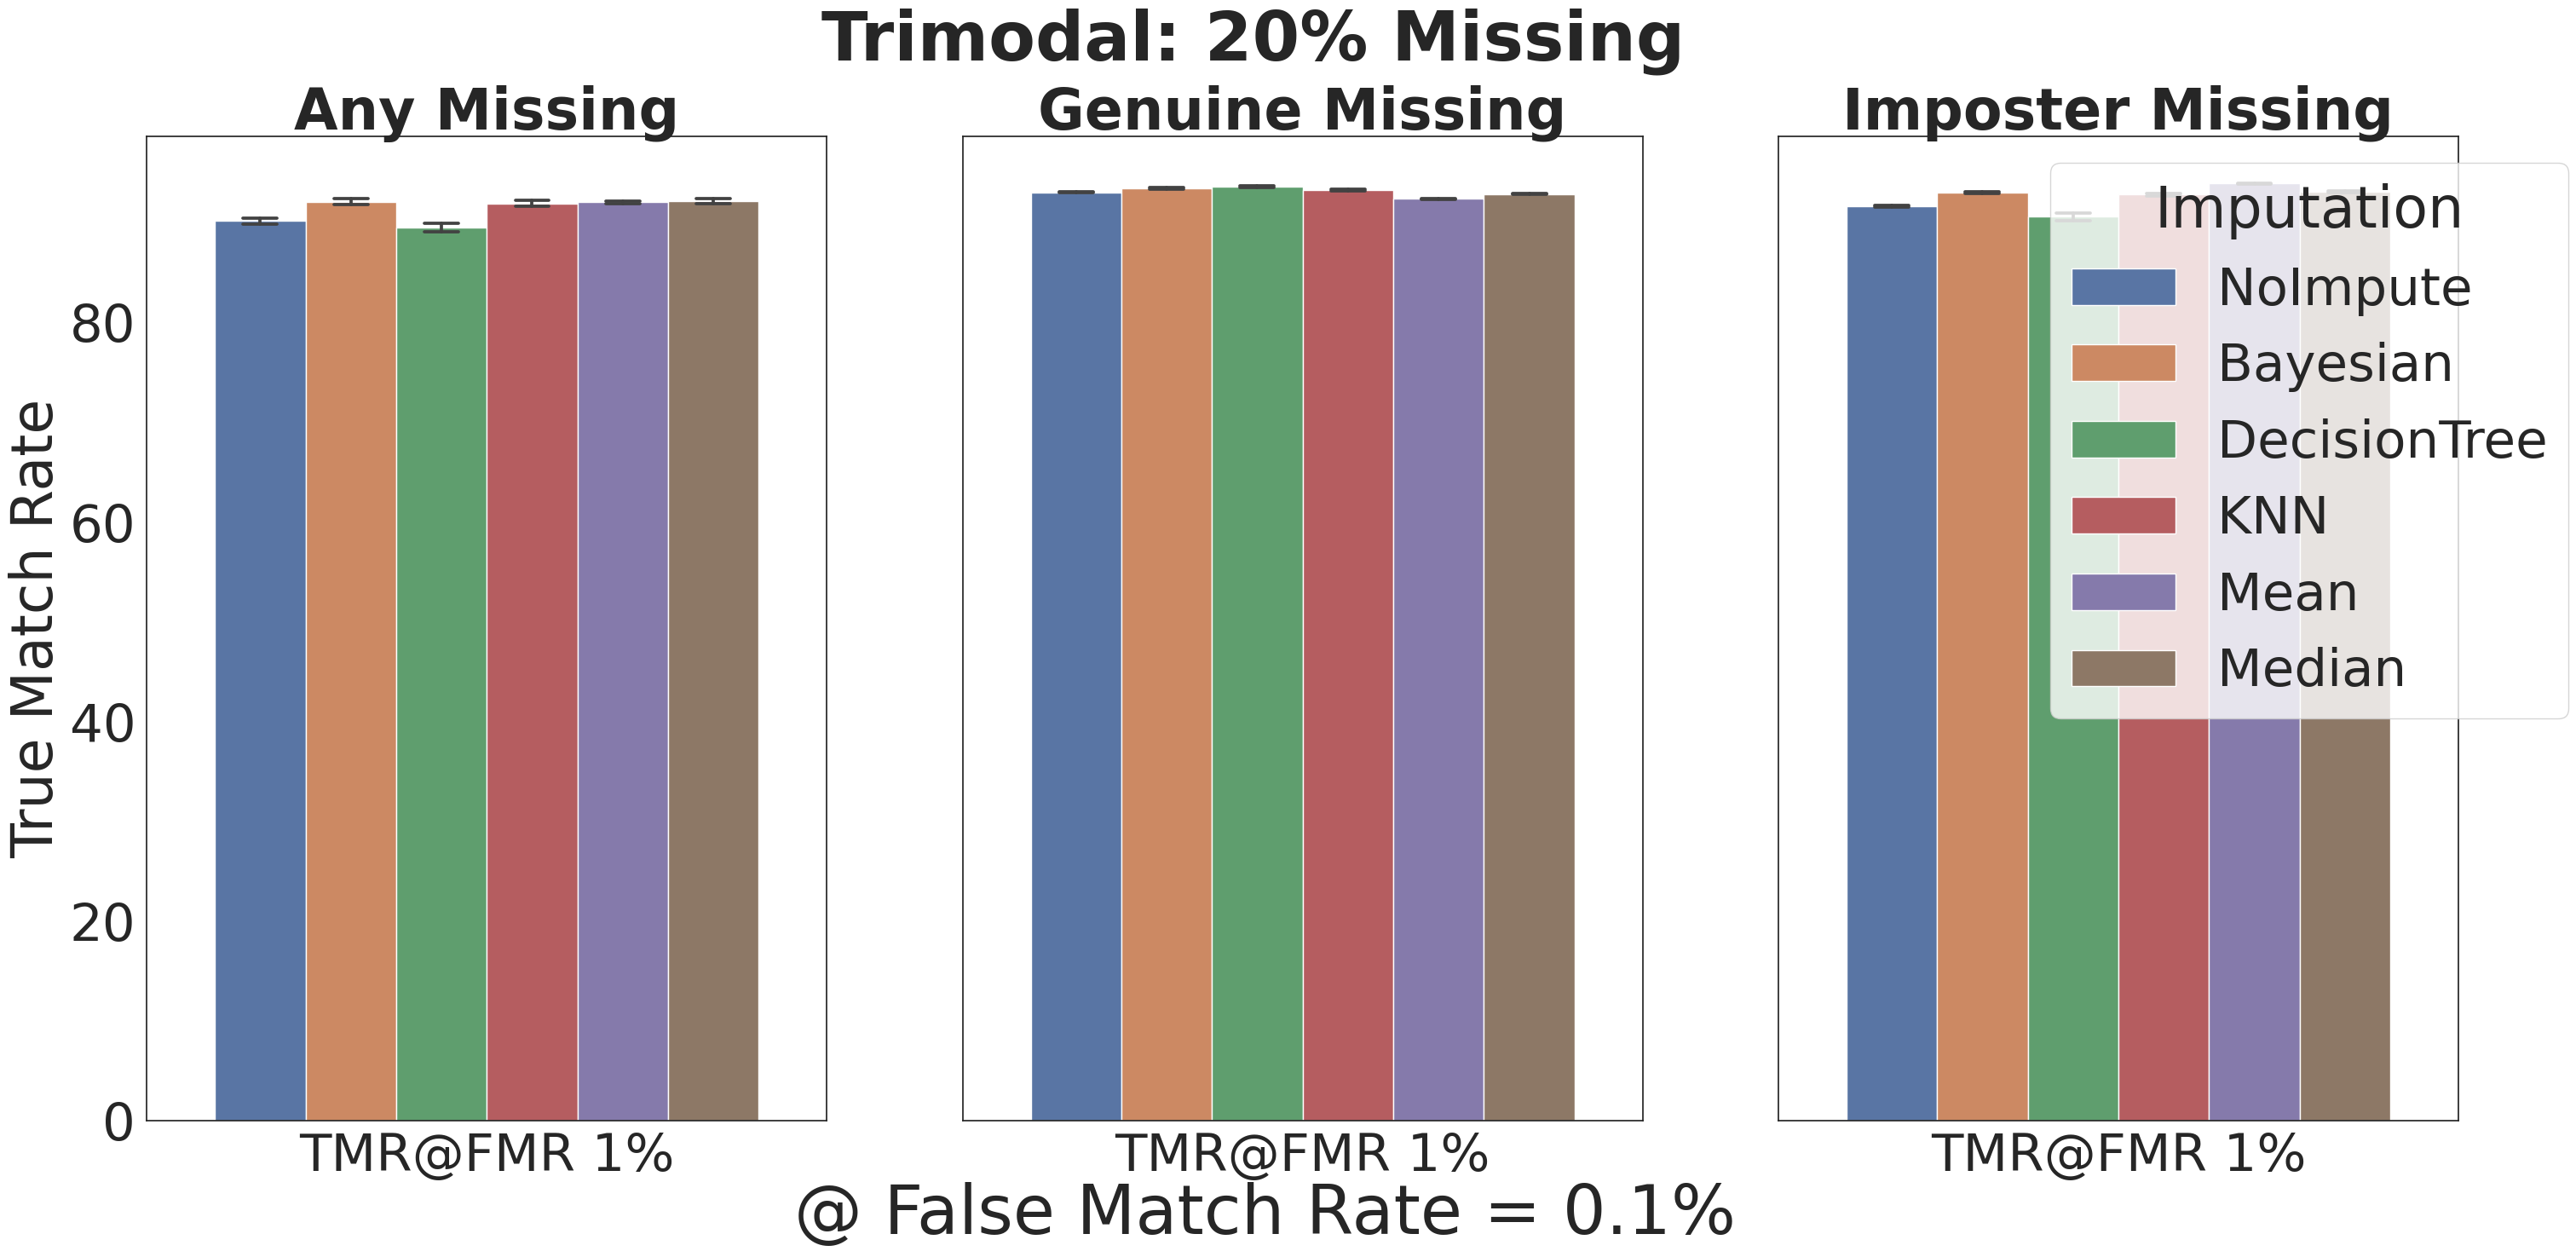 Trimodal: 20% Missing
Any Missing
Genuine Missing
Imposter Missing
True Match Rate
80
60
40
20
0
Imputation
NoImpute
Bayesian
DecisionTree
KNN
Mean
Median
TMR@FMR 1%
TMR@FMR 1%
TMR@FMR 1%
@ False Match Rate = 0.1%